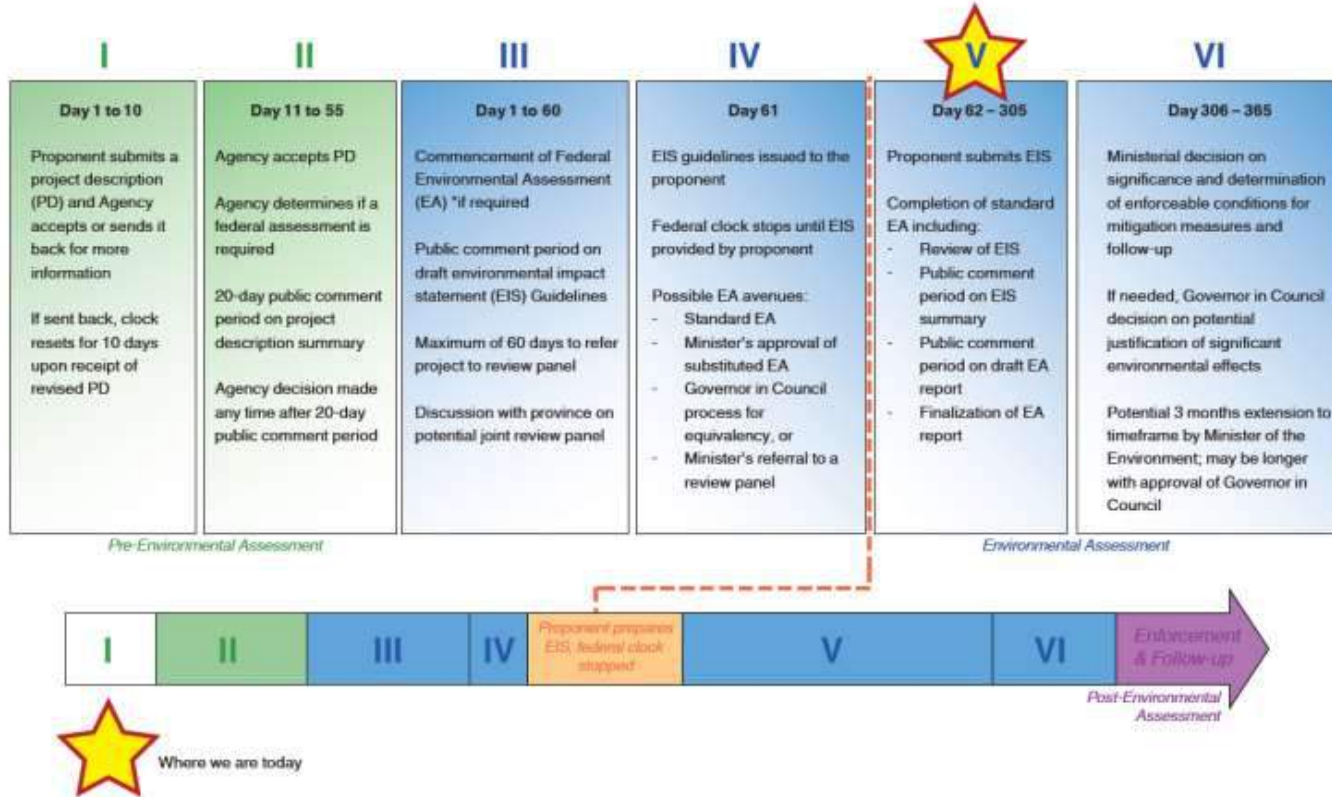 I
II
III
IV
V
VI
Day 1 to 10
Proponent submits a
project description
(PD) and Agency
accepts or sends it
back for more
information
If sent back, clock
resets for 10 days
upon receipt of
revised PD
Day 11 to 55
Agency accepts PD
Agency determines if a
federal assessment is
required
20-day public comment
period on project
description summary
Agency decision made
any time after 20-day
public comment period
Day 1 to 60
Commencement of Federal
Environmental Assessment
(EA) *if required
Public comment period on
draft environmental impact
statement (EIS) Guidelines
Maximum of 60 days to refer
project to review panel
Discussion with province on
potential joint review panel
Day 61
EIS guidelines issued to the
proponent
Federal clock stops until EIS
provided by proponent
Possible EA avenues:
- Standard EA
- Minister's approval of
substituted EA
- Governor in Council
process for
equivalency, or
- Minister's referral to a
review panel
Day 62 – 305
Proponent submits EIS
Completion of standard
EA including:
- Review of EIS
- Public comment
period on EIS
summary
- Public comment
period on draft EA
report
- Finalization of EA
report
Day 306 – 365
Ministerial decision on
significance and determination
of enforceable conditions for
mitigation measures and
follow-up
If needed, Governor in Council
decision on potential
justification of significant
environmental effects
Potential 3 months extension to
timeframe by Minister of the
Environment; may be longer
with approval of Governor in
Council
Pre-Environmental Assessment
Environmental Assessment
I
II
III
IV
Proponent prepares
EIS, federal clock
stopped
V
VI
Enforcement
& Follow-up
Post-Environmental
Assessment
Where we are today